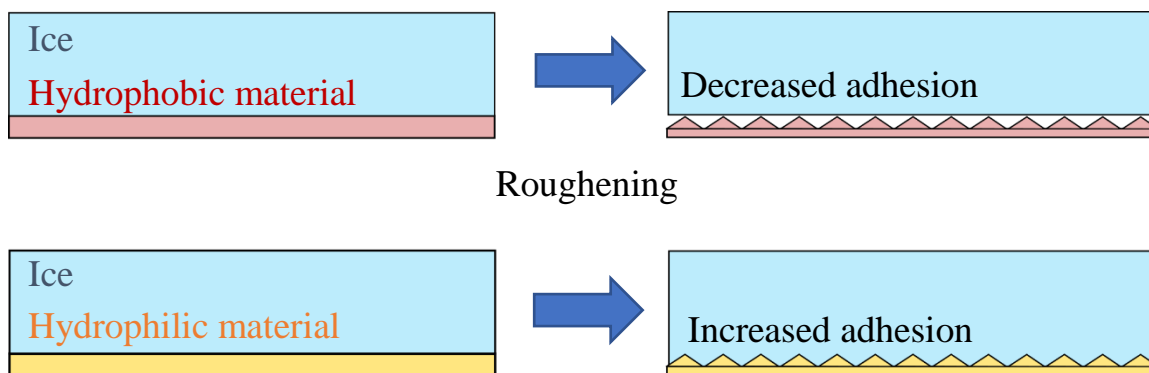 Ice
Hydrophobic material
Decreased adhesion
Roughening
Ice
Hydrophilic material
Increased adhesion